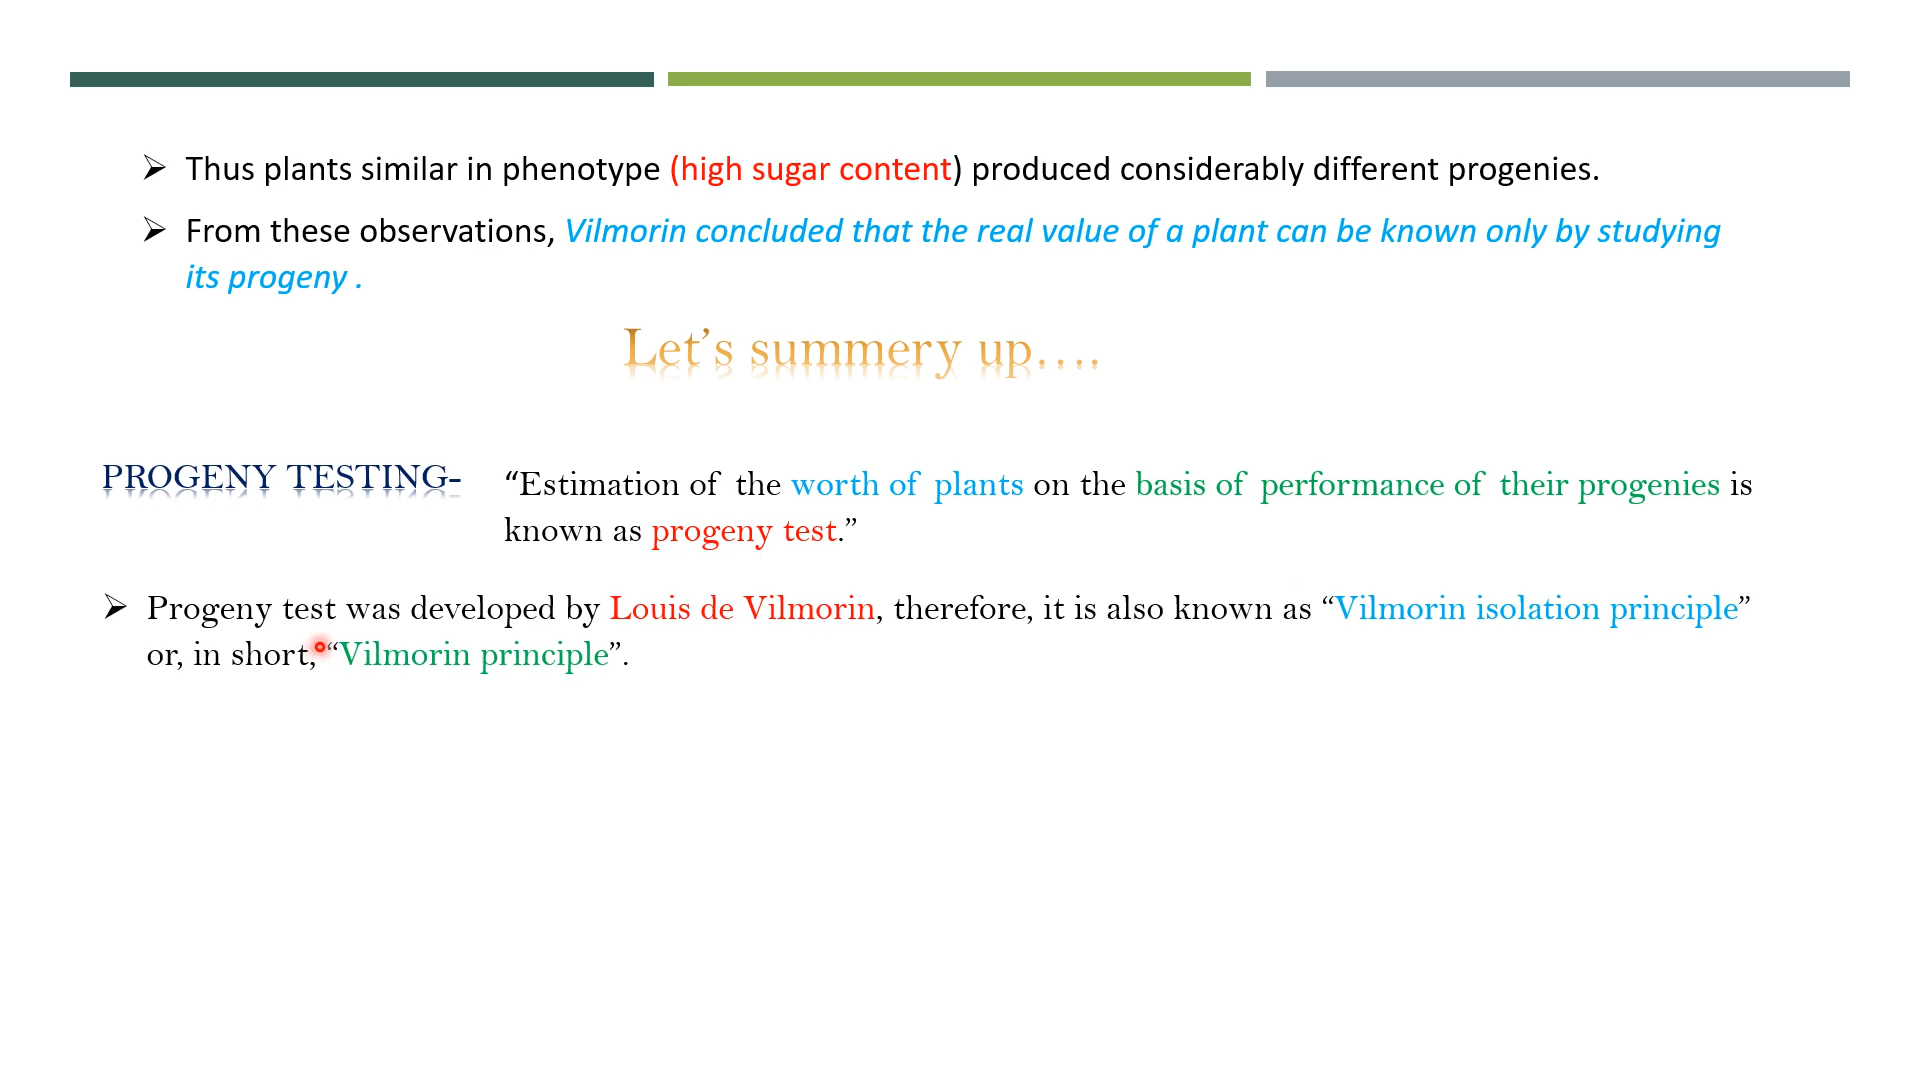 ➢ Thus plants similar in phenotype (high sugar content) produced considerably different progenies.
➢ From these observations, Vilmorin concluded that the real value of a plant can be known only by studying
its progeny .
Let’s summery up….
PROGENY TESTING-
“Estimation of the worth of plants on the basis of performance of their progenies is
known as progeny test.”
➢ Progeny test was developed by Louis de Vilmorin, therefore, it is also known as “Vilmorin isolation principle”
or, in short, “Vilmorin principle”.